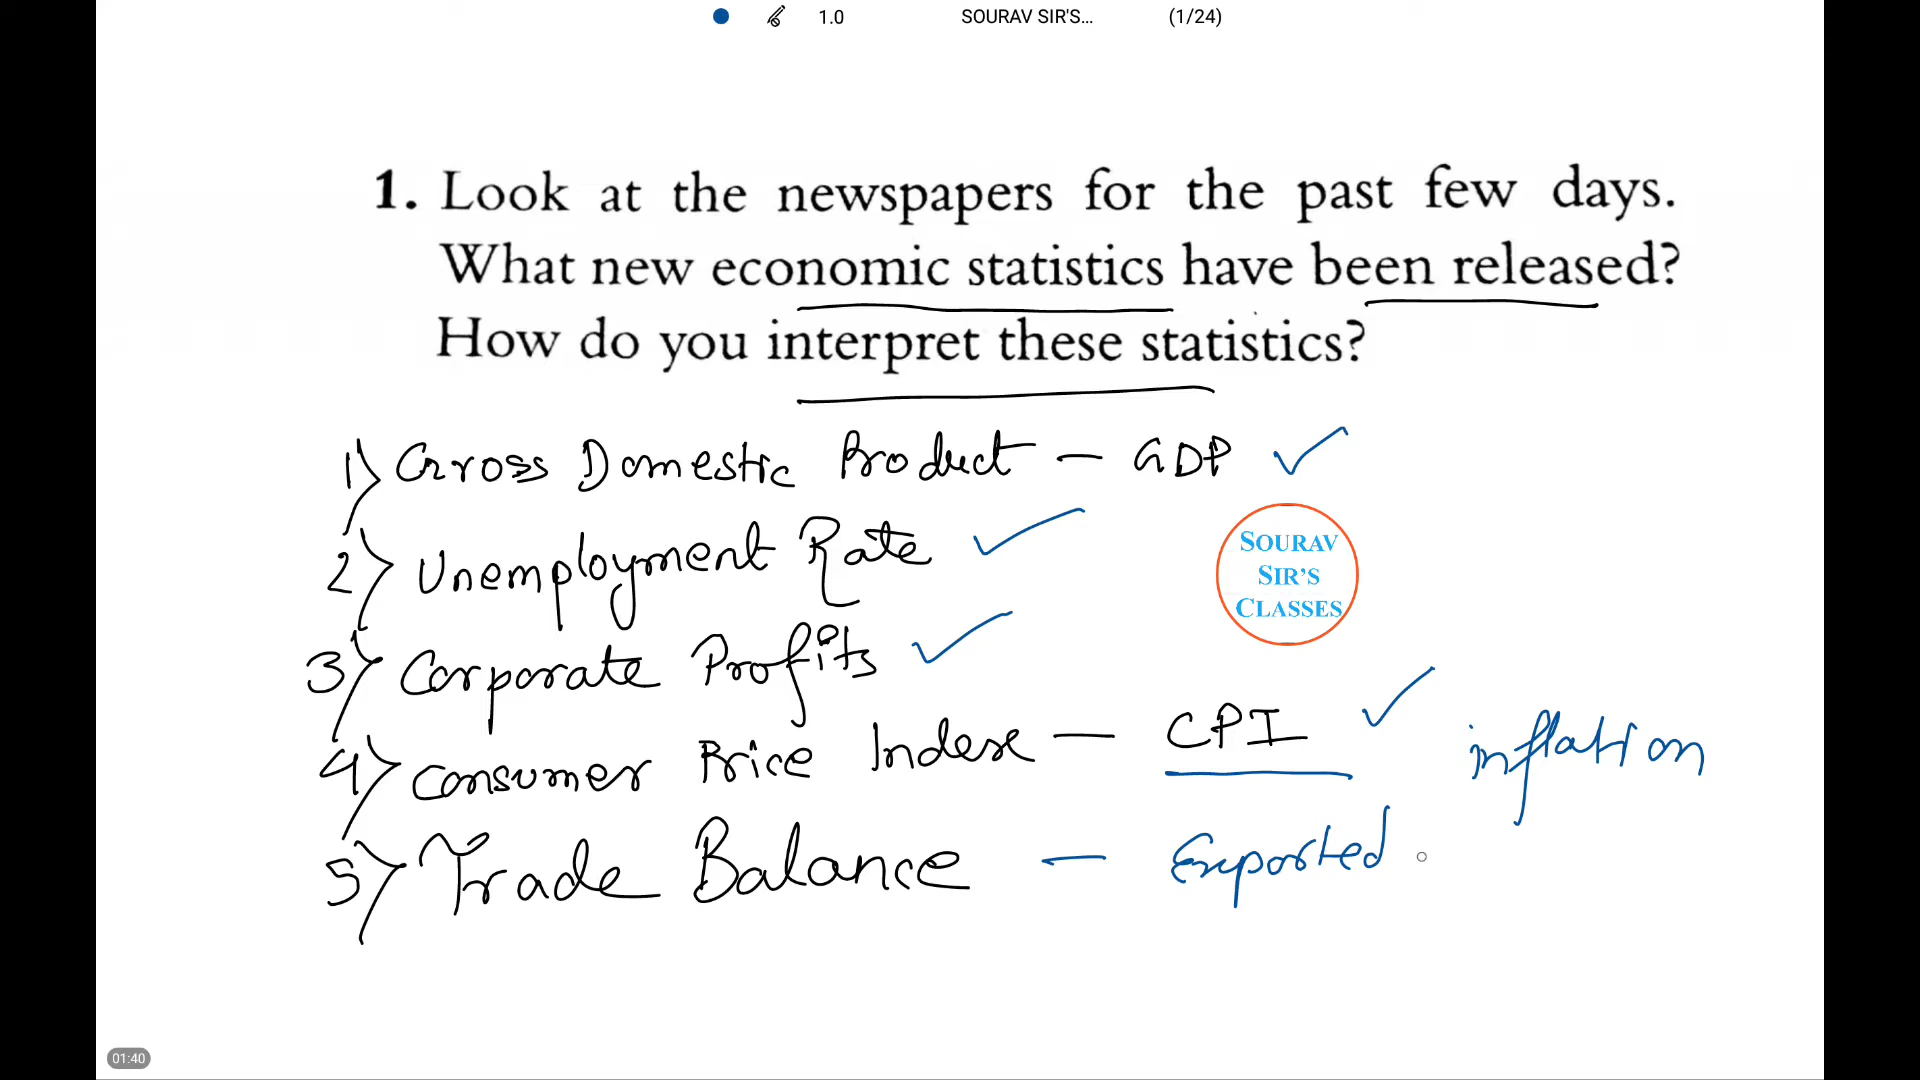 1.0 SOURAV SIR'S... (1/24)
1. Look at the newspapers for the past few days.
What new economic statistics have been released?
How do you interpret these statistics?
1) Gross Domestic Product — GDP
2) Unemployment Rate
SOURAV
SIR'S
CLASSES
3) Corporate Profits
4) Consumer Price Index — CPI inflation
5) Trade Balance — Exported
01:40